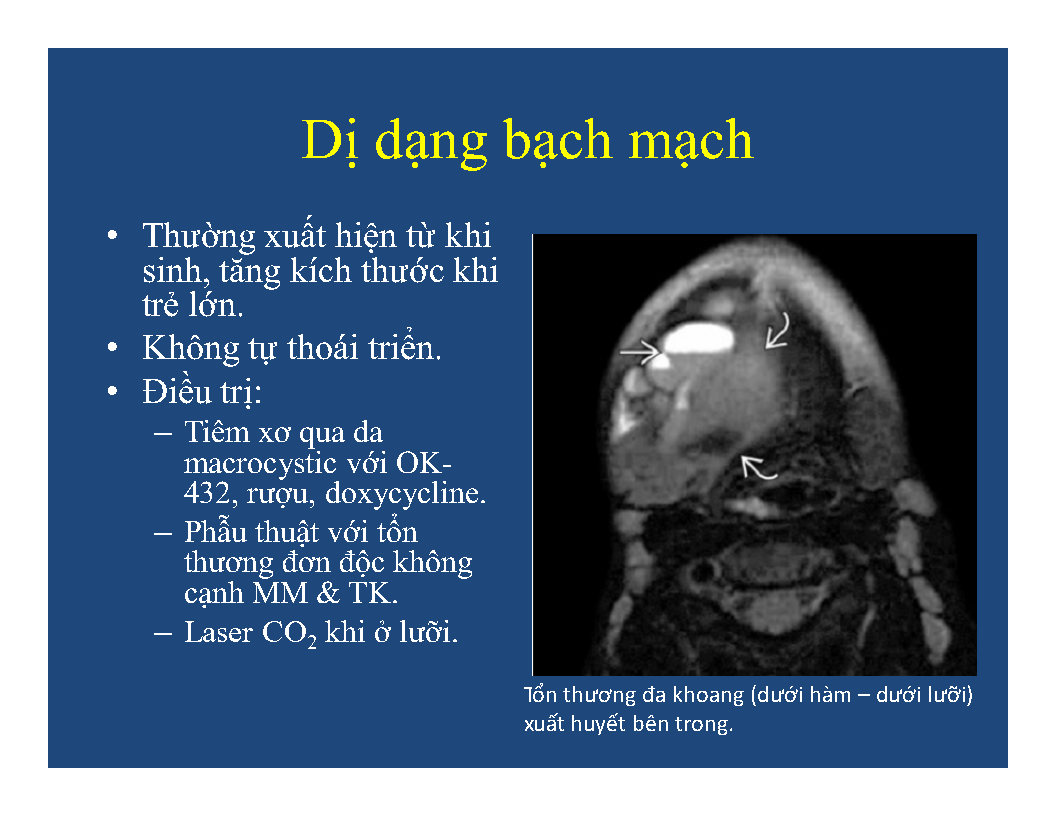 Dị dạng bạch mạch
• Thường xuất hiện từ khi
sinh, tăng kích thước khi
trẻ lớn.
• Không tự thoái triển.
• Điều trị:
– Tiêm xơ qua da
macrocystic với OK-
432, rượu, doxycycline.
– Phẫu thuật với tổn
thương đơn độc không
cạnh MM & TK.
– Laser CO₂ khi ở lưỡi.
Tổn thương đa khoang (dưới hàm – dưới lưỡi)
xuất huyết bên trong.